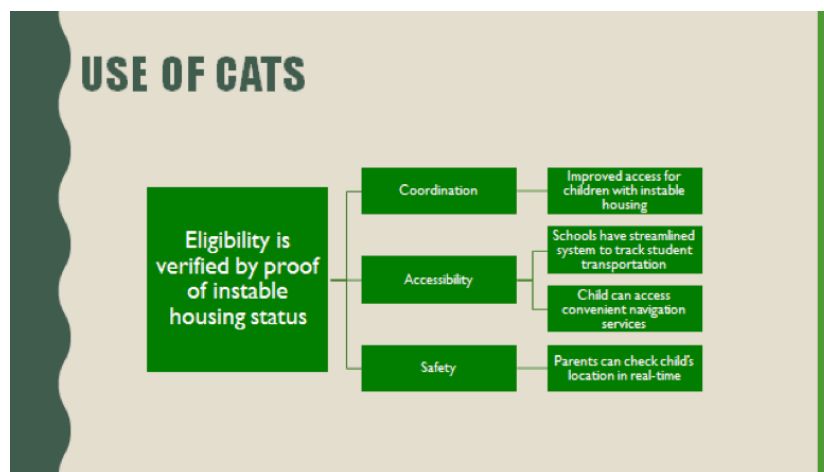 USE OF CATS
Eligibility is
verified by proof
of instable
housing status
Coordination
Improved access for
children with instable
housing
Accessibility
Schools have streamlined
system to track student
transportation
Child can access
convenient navigation
services
Safety
Parents can check child's
location in real-time